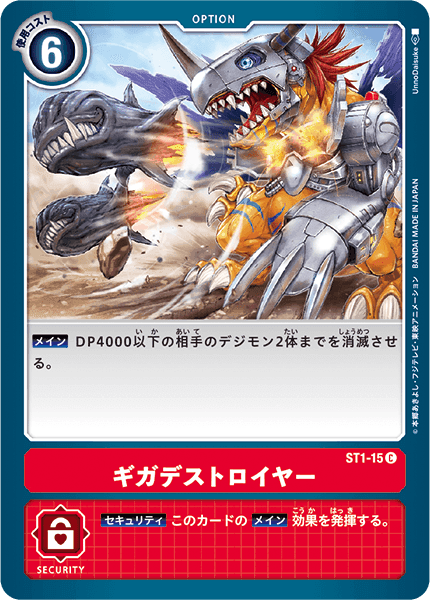 OPTION
使用コスト
6
UnnoDaisuke
メイン DP4000以下の相手のデジモン2体までを消滅させ
る。
©本郷あきよし・フジテレビ・東映アニメーション BANDAI MADE IN JAPAN
ST1-15 C
ギガデストロイヤー
セキュリティ このカードの メイン 効果を発揮する。
SECURITY